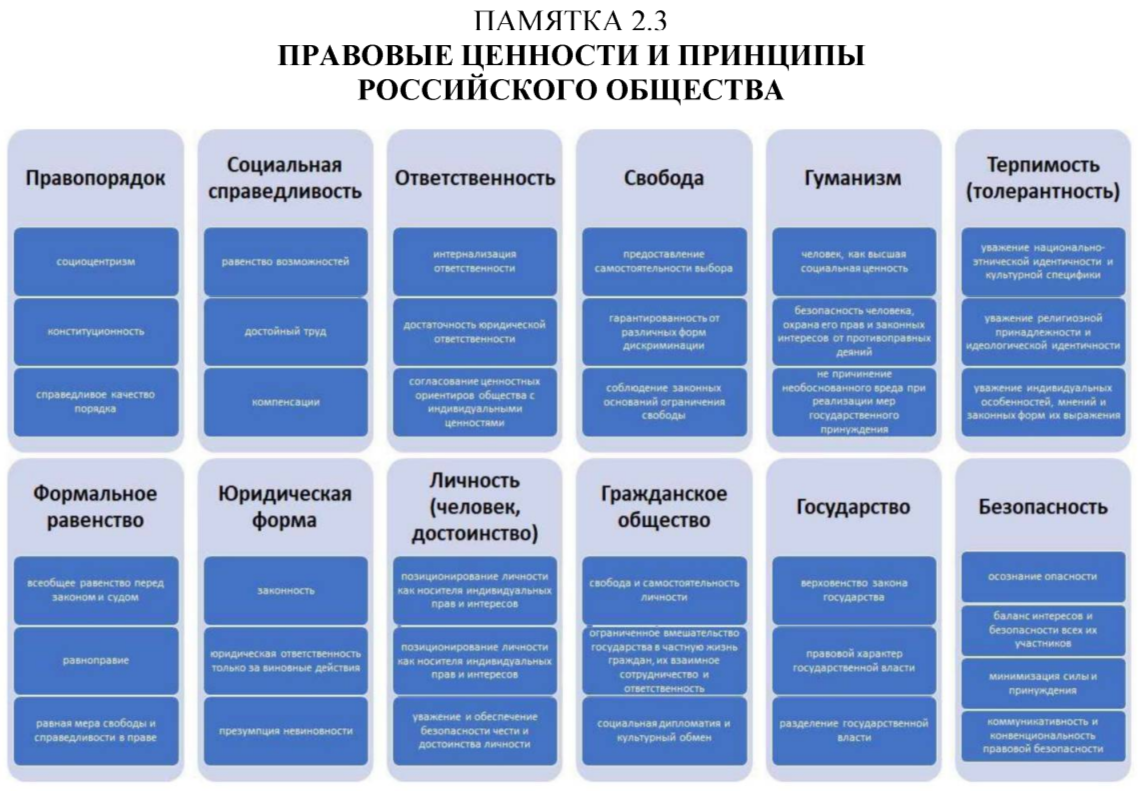 ПАМЯТКА 2.3
ПРАВОВЫЕ ЦЕННОСТИ И ПРИНЦИПЫ
РОССИЙСКОГО ОБЩЕСТВА
Правопорядок
социоцентризм
конституционность
справедливое качество
порядка
Социальная
справедливость
равенство возможностей
достойный труд
компенсации
Ответственность
интернализация
ответственности
достаточность юридической
ответственности
согласование ценностных
ориентиров общества с
индивидуальными
ценностями
Свобода
предоставление
самостоятельности выбора
гарантированность от
различных форм
дискриминации
соблюдение законных
оснований ограничения
свободы
Гуманизм
человек, как высшая
социальная ценность
безопасность человека,
охрана его прав и законных
интересов от противоправных
деяний
не причинение
необоснованного вреда при
реализации мер
государственного
принуждения
Терпимость
(толерантность)
уважение национально-
этнической идентичности и
культурной специфики
уважение религиозной
принадлежности и
идеологической идентичности
уважение индивидуальных
особенностей, мнений и
законных форм их выражения
Формальное
равенство
всеобщее равенство перед
законом и судом
равноправие
равная мера свободы и
справедливости в праве
Юридическая
форма
законность
юридическая ответственность
только за виновные действия
презумпция невиновности
Личность
(человек,
достоинство)
позиционирование личности
как носителя индивидуальных
прав и интересов
позиционирование личности
как носителя индивидуальных
прав и интересов
уважение и обеспечение
безопасности чести и
достоинства личности
Гражданское
общество
свобода и самостоятельность
личности
ограниченное вмешательство
государства в частную жизнь
граждан, их взаимное
сотрудничество и
ответственность
социальная дипломатия и
культурный обмен
Государство
верховенство закона
государства
правовой характер
государственной власти
разделение государственной
власти
Безопасность
осознание опасности
баланс интересов и
безопасности всех их
участников
минимизация силы и
принуждения
коммуникативность и
конвенциональность
правовой безопасности